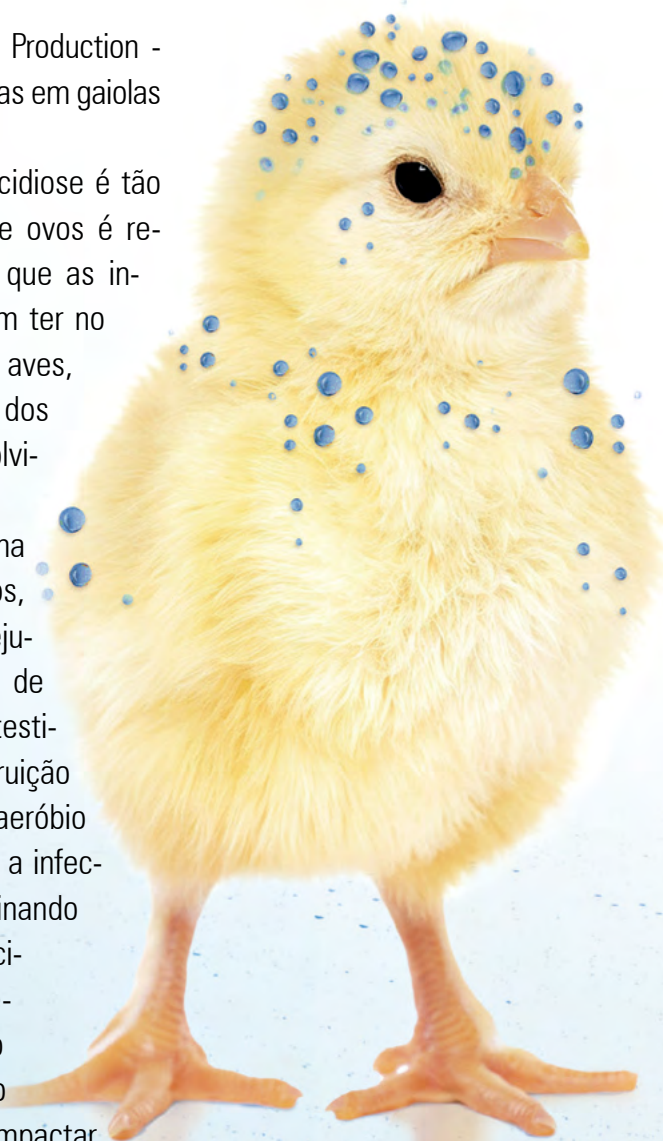 Production -
as em gaiolas
cidiose é tão
e ovos é re-
que as in-
m ter no
aves,
dos
olvi-
na
os,
eju-
de
testi-
ruição
aeróbio
a infec-
inando
ci-
-
o
o
mpactar